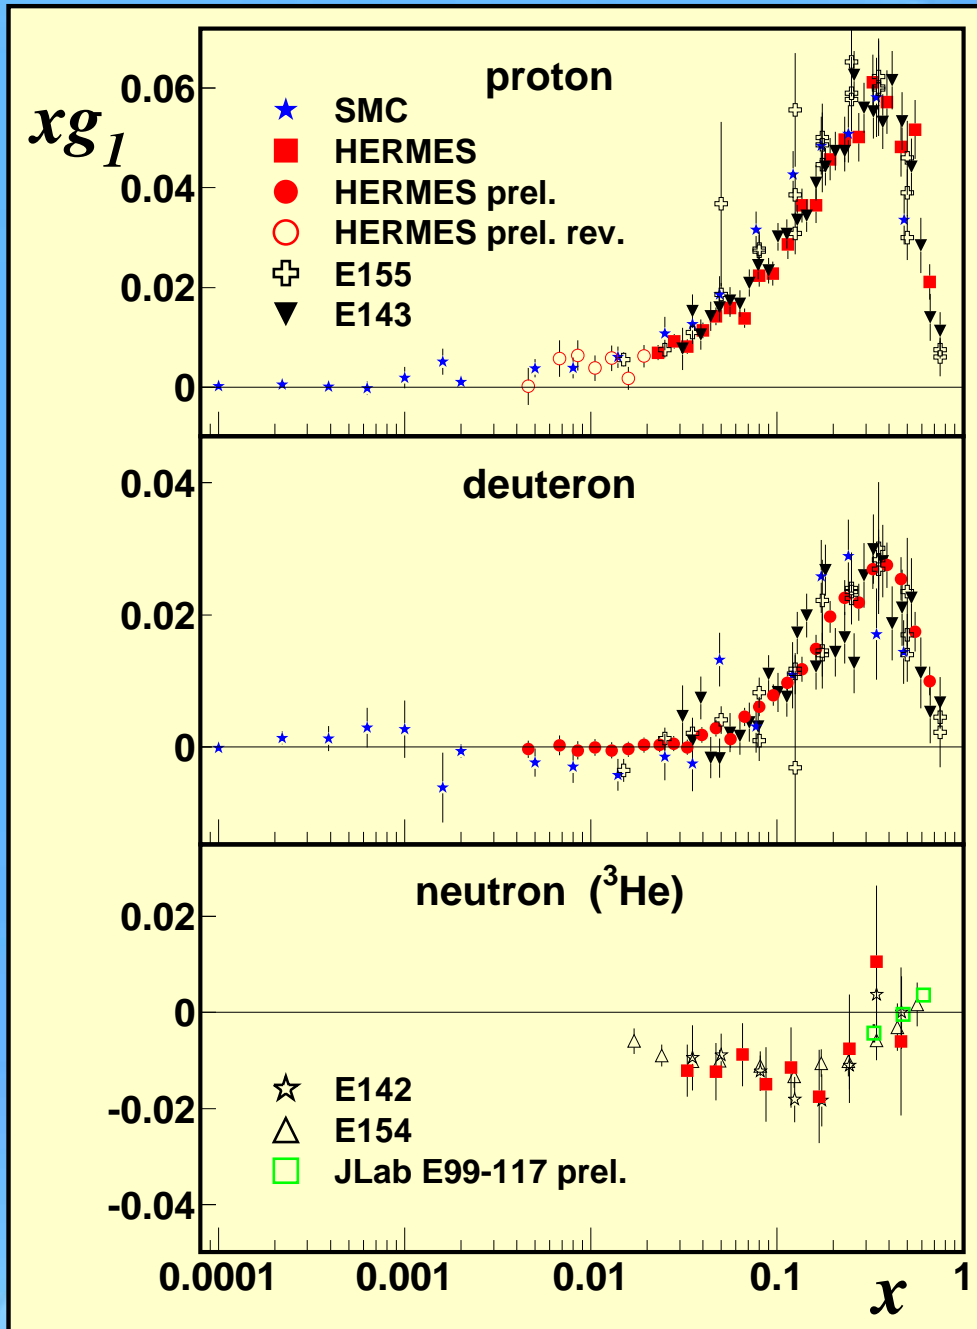 proton
xg₁
0.06
0.04
0.02
0
SMC
HERMES
HERMES prel.
HERMES prel. rev.
E155
E143
deuteron
0.04
0.02
0
neutron (³He)
0.02
0
-0.02
-0.04
E142
E154
JLab E99-117 prel.
0.0001 0.001 0.01 0.1 1
x